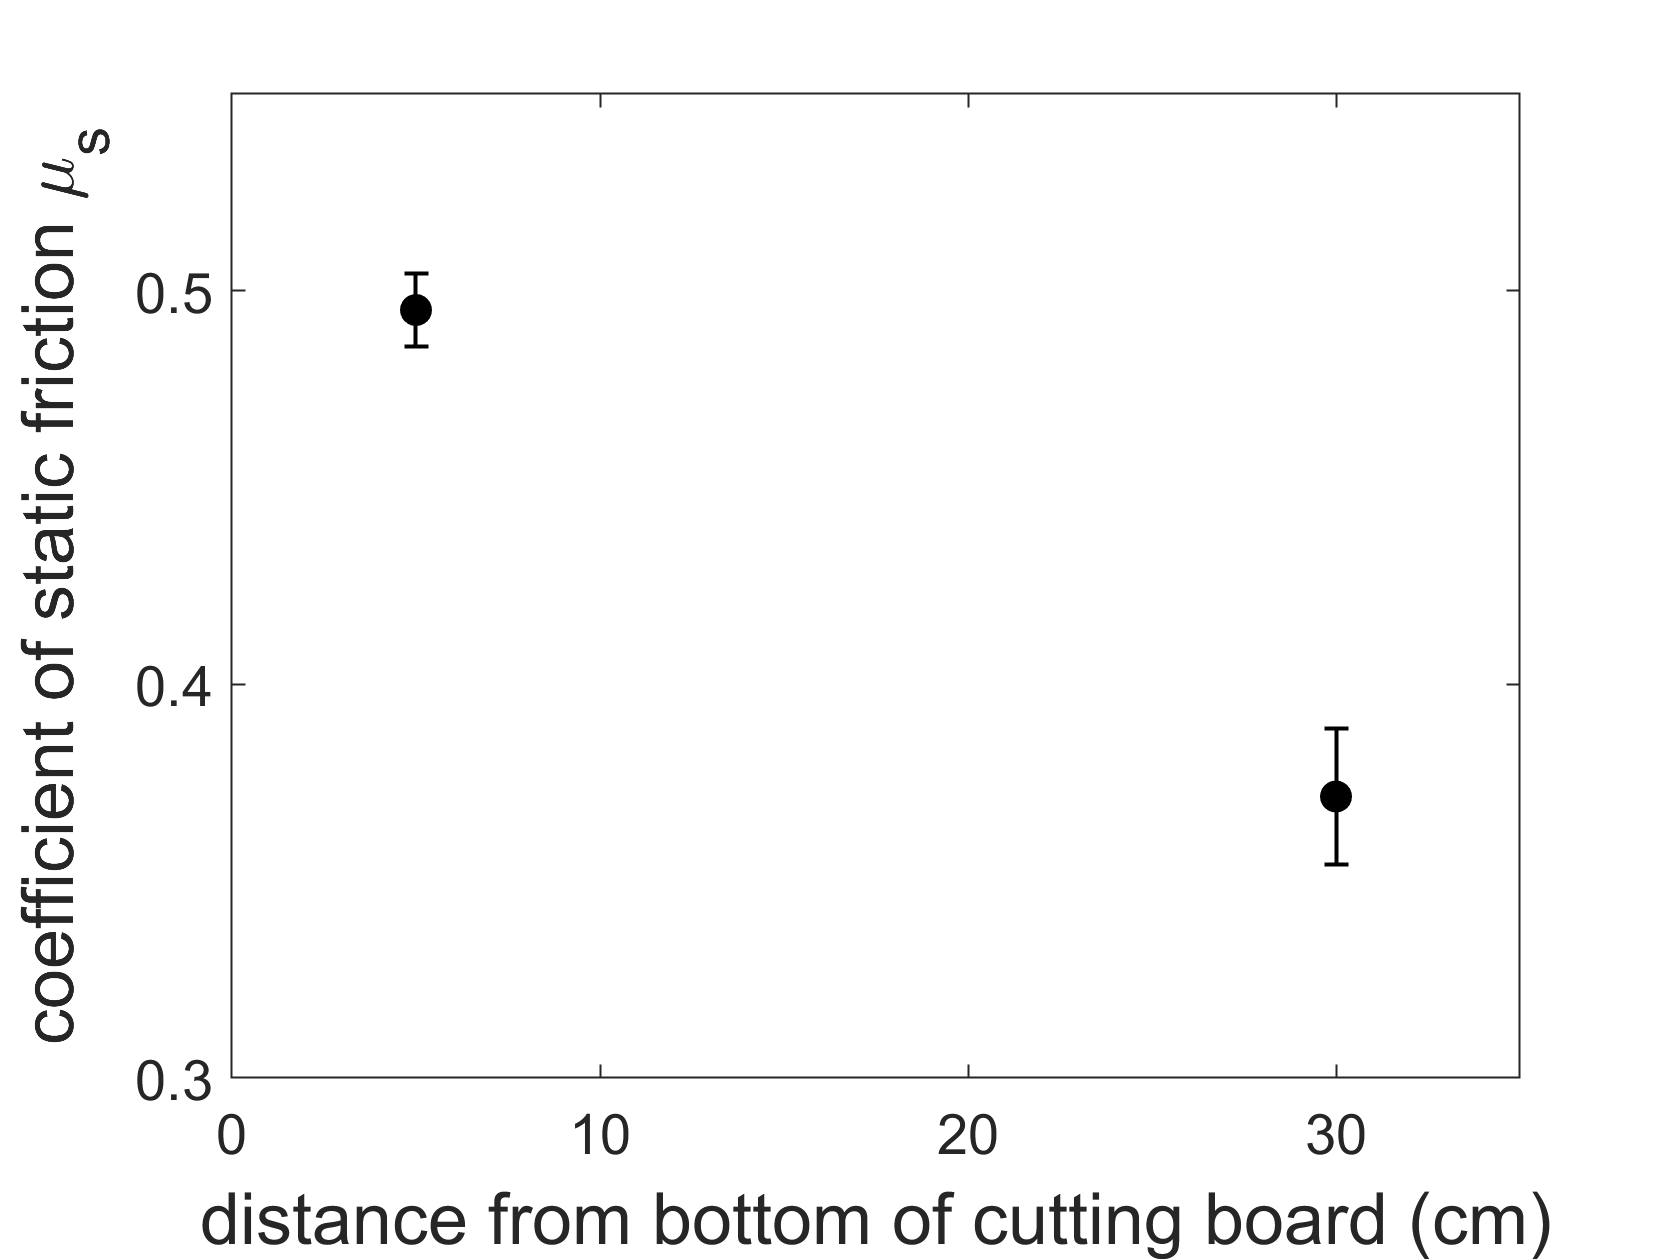 coefficient of static friction μs
0.5
0.4
0.3
0 10 20 30
distance from bottom of cutting board (cm)